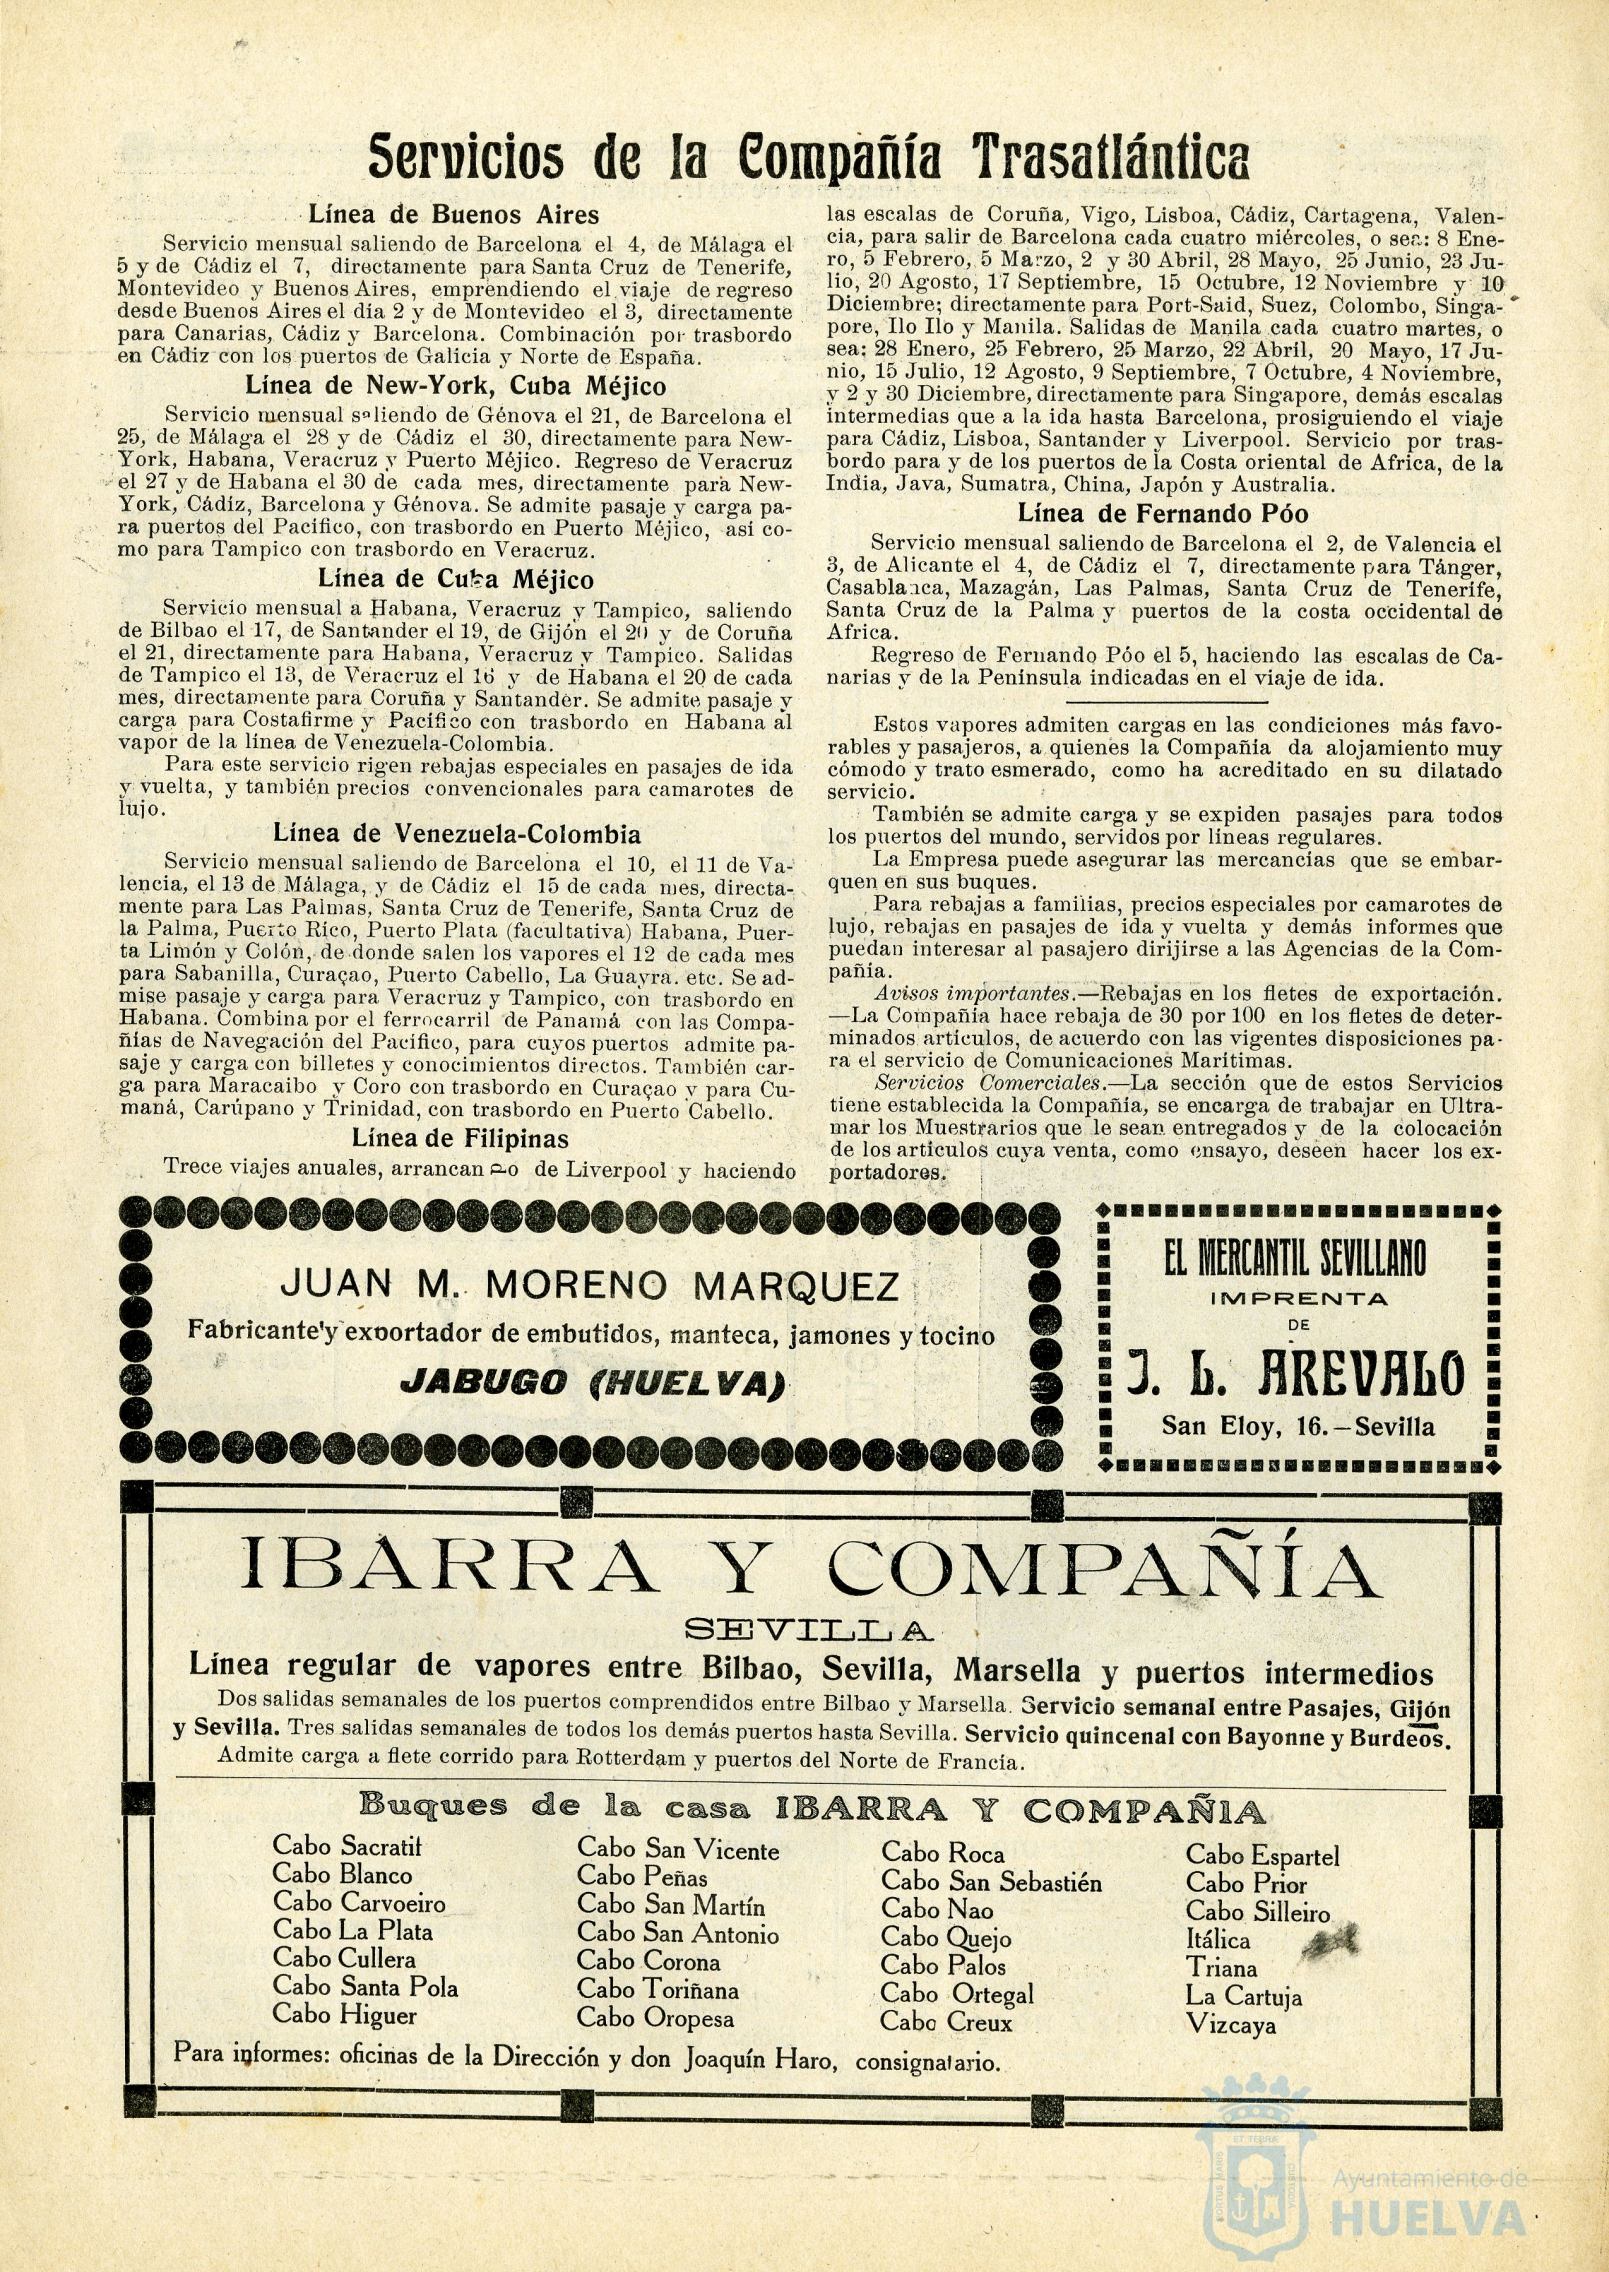 Servicios de la Compañía Trasatlántica
Línea de Buenos Aires
Servicio mensual saliendo de Barcelona el 4, de Málaga el
5 y de Cádiz el 7, directamente para Santa Cruz de Tenerife,
Montevideo y Buenos Aires, emprendiendo el viaje de regreso
desde Buenos Aires el día 2 y de Montevideo el 3, directamente
para Canarias, Cádiz y Barcelona. Combinación por trasbordo
en Cádiz con los puertos de Galicia y Norte de España.
Línea de New-York, Cuba Méjico
Servicio mensual saliendo de Génova el 21, de Barcelona el
25, de Málaga el 28 y de Cádiz el 30, directamente para New-
York, Habana, Veracruz y Puerto Méjico. Regreso de Veracruz
el 27 y de Habana el 30 de cada mes, directamente para New-
York, Cádiz, Barcelona y Génova. Se admite pasaje y carga pa-
ra puertos del Pacífico, con trasbordo en Puerto Méjico, así co-
mo para Tampico con trasbordo en Veracruz.
Línea de Cuba Méjico
Servicio mensual a Habana, Veracruz y Tampico, saliendo
de Bilbao el 17, de Santander el 19, de Gijón el 20 y de Coruña
el 21, directamente para Habana, Veracruz y Tampico. Salidas
de Tampico el 13, de Veracruz el 16 y de Habana el 20 de cada
mes, directamente para Coruña y Santander. Se admite pasaje y
carga para Costafirme y Pacífico con trasbordo en Habana al
vapor de la línea de Venezuela-Colombia.
Para este servicio rigen rebajas especiales en pasajes de ida
y vuelta, y también precios convencionales para camarotes de
lujo.
Línea de Venezuela-Colombia
Servicio mensual saliendo de Barcelona el 10, el 11 de Va-
lencia, el 13 de Málaga, y de Cádiz el 15 de cada mes, directa-
mente para Las Palmas, Santa Cruz de Tenerife, Santa Cruz de
la Palma, Puerto Rico, Puerto Plata (facultativa) Habana, Puer-
ta Limón y Colón, de donde salen los vapores el 12 de cada mes
para Sabanilla, Curaçao, Puerto Cabello, La Guayra. etc. Se ad-
mise pasaje y carga para Veracruz y Tampico, con trasbordo en
Habana. Combina por el ferrocarril de Panamá con las Compa-
ñías de Navegación del Pacífico, para cuyos puertos admite pa-
saje y carga con billetes y conocimientos directos. También car-
ga para Maracaibo y Coro con trasbordo en Curaçao y para Cu-
maná, Carúpano y Trinidad, con trasbordo en Puerto Cabello.
Línea de Filipinas
Trece viajes anuales, arrancando de Liverpool y haciendo
las escalas de Coruña, Vigo, Lisboa, Cádiz, Cartagena, Valen-
cia, para salir de Barcelona cada cuatro miércoles, o sea: 8 Ene-
ro, 5 Febrero, 5 Marzo, 2 y 30 Abril, 28 Mayo, 25 Junio, 23 Ju-
lio, 20 Agosto, 17 Septiembre, 15 Octubre, 12 Noviembre y 10
Diciembre; directamente para Port-Said, Suez, Colombo, Singa-
pore, Ilo Ilo y Manila. Salidas de Manila cada cuatro martes, o
sea: 28 Enero, 25 Febrero, 25 Marzo, 22 Abril, 20 Mayo, 17 Ju-
nio, 15 Julio, 12 Agosto, 9 Septiembre, 7 Octubre, 4 Noviembre,
y 2 y 30 Diciembre, directamente para Singapore, demás escalas
intermedias que a la ida hasta Barcelona, prosiguiendo el viaje
para Cádiz, Lisboa, Santander y Liverpool. Servicio por tras-
bordo para y de los puertos de la Costa oriental de Africa, de la
India, Java, Sumatra, China, Japón y Australia.
Línea de Fernando Póo
Servicio mensual saliendo de Barcelona el 2, de Valencia el
3, de Alicante el 4, de Cádiz el 7, directamente para Tánger,
Casablanca, Mazagán, Las Palmas, Santa Cruz de Tenerife,
Santa Cruz de la Palma y puertos de la costa occidental de
Africa.
Regreso de Fernando Póo el 5, haciendo las escalas de Ca-
narias y de la Península indicadas en el viaje de ida.
Estos vapores admiten cargas en las condiciones más favo-
rables y pasajeros, a quienes la Compañía da alojamiento muy
cómodo y trato esmerado, como ha acreditado en su dilatado
servicio.
También se admite carga y se expiden pasajes para todos
los puertos del mundo, servidos por líneas regulares.
La Empresa puede asegurar las mercancías que se embar-
quen en sus buques.
Para rebajas a familias, precios especiales por camarotes de
lujo, rebajas en pasajes de ida y vuelta y demás informes que
puedan interesar al pasajero dirijirse a las Agencias de la Com-
pañía.
Avisos importantes.—Rebajas en los fletes de exportación.
—La Compañía hace rebaja de 30 por 100 en los fletes de deter-
minados artículos, de acuerdo con las vigentes disposiciones pa-
ra el servicio de Comunicaciones Marítimas.
Servicios Comerciales.—La sección que de estos Servicios
tiene establecida la Compañía, se encarga de trabajar en Ultra-
mar los Muestrarios que le sean entregados y de la colocación
de los artículos cuya venta, como ensayo, deseen hacer los ex-
portadores.
JUAN M. MORENO MARQUEZ
Fabricante y exportador de embutidos, manteca, jamones y tocino
JABUGO (HUELVA)
EL MERCANTIL SEVILLANO
IMPRENTA
DE
J. L. AREVALO
San Eloy, 16.—Sevilla
IBARRA Y COMPAÑÍA
SEVILLA
Línea regular de vapores entre Bilbao, Sevilla, Marsella y puertos intermedios
Dos salidas semanales de los puertos comprendidos entre Bilbao y Marsella. Servicio semanal entre Pasajes, Gijón
y Sevilla. Tres salidas semanales de todos los demás puertos hasta Sevilla. Servicio quincenal con Bayonne y Burdeos.
Admite carga a flete corrido para Rotterdam y puertos del Norte de Francia.
Buques de la casa IBARRA Y COMPAÑIA
Cabo Sacratif
Cabo Blanco
Cabo Carvoeiro
Cabo La Plata
Cabo Cullera
Cabo Santa Pola
Cabo Higuer
Cabo San Vicente
Cabo Peñas
Cabo San Martín
Cabo San Antonio
Cabo Corona
Cabo Toriñana
Cabo Oropesa
Cabo Roca
Cabo San Sebastién
Cabo Nao
Cabo Quejo
Cabo Palos
Cabo Ortegal
Cabo Creux
Cabo Espartel
Cabo Prior
Cabo Silleiro
Itálica
Triana
La Cartuja
Vizcaya
Para informes: oficinas de la Dirección y don Joaquín Haro, consignatario.
Ayuntamiento de
HUELVA